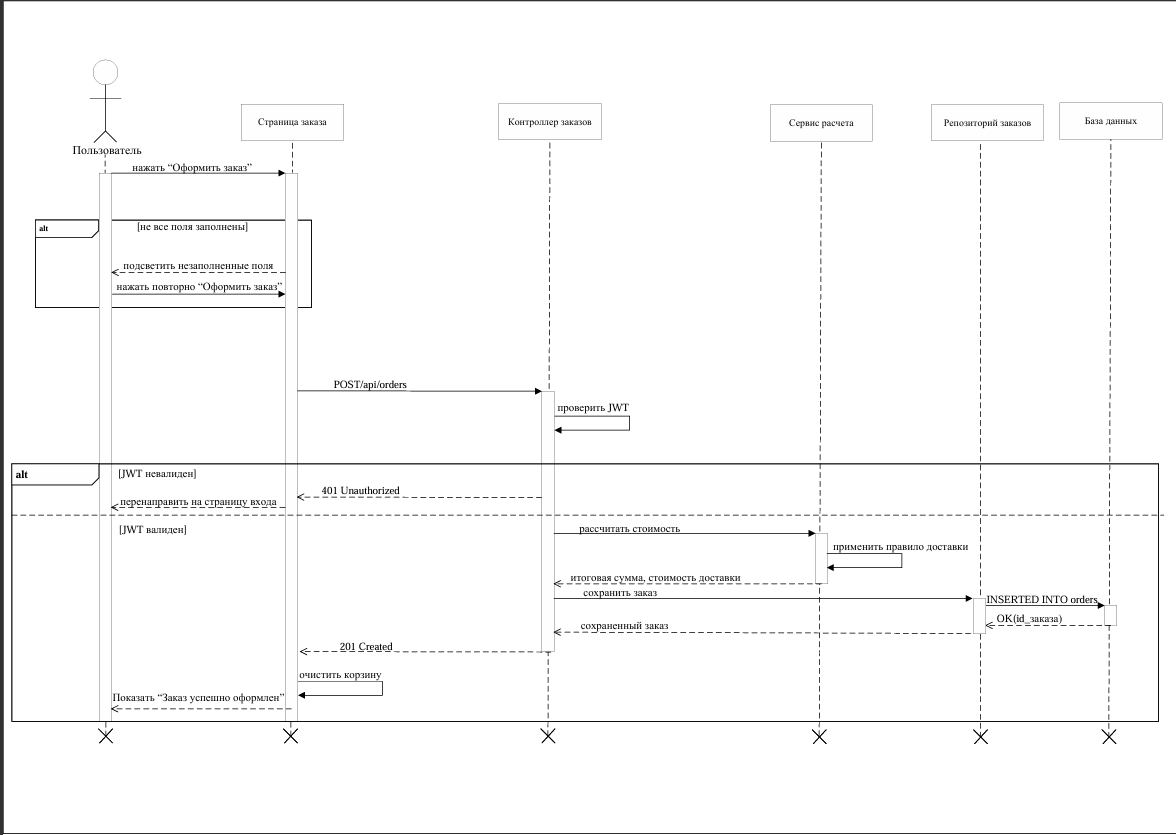 Пользователь
Страница заказа
Контроллер заказов
Сервис расчета
Репозиторий заказов
База данных
нажать “Оформить заказ”
alt
[не все поля заполнены]
подсветить незаполненные поля
нажать повторно “Оформить заказ”
POST/api/orders
проверить JWT
alt
[JWT невалиден]
401 Unauthorized
перенаправить на страницу входа
[JWT валиден]
рассчитать стоимость
применить правило доставки
итоговая сумма, стоимость доставки
сохранить заказ
INSERTED INTO orders
OK(id_заказа)
сохраненный заказ
201 Created
очистить корзину
Показать “Заказ успешно оформлен”